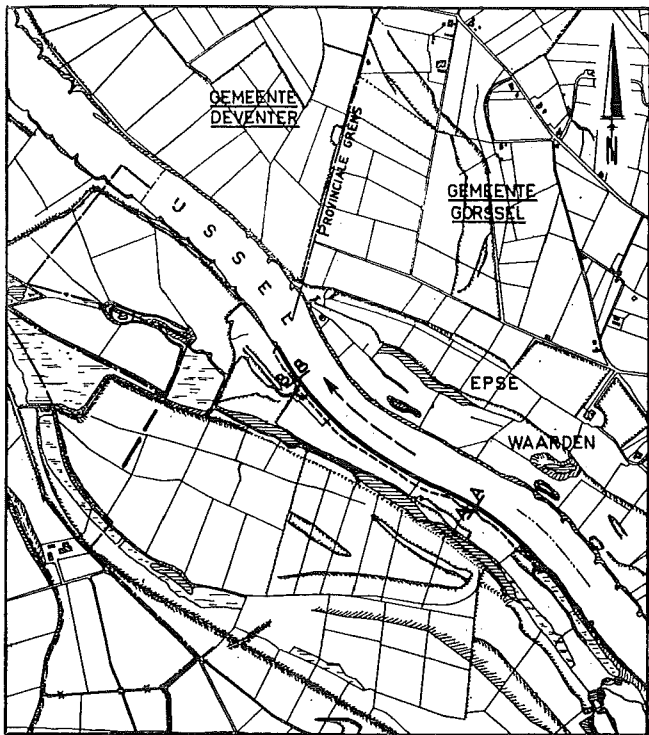 GEMEENTE
DEVENTER
PROVINCIALE GRENS
GEMEENTE
GORSSEL
N
IJSSEL
EPSE
WAARDEN
B
B
A
A